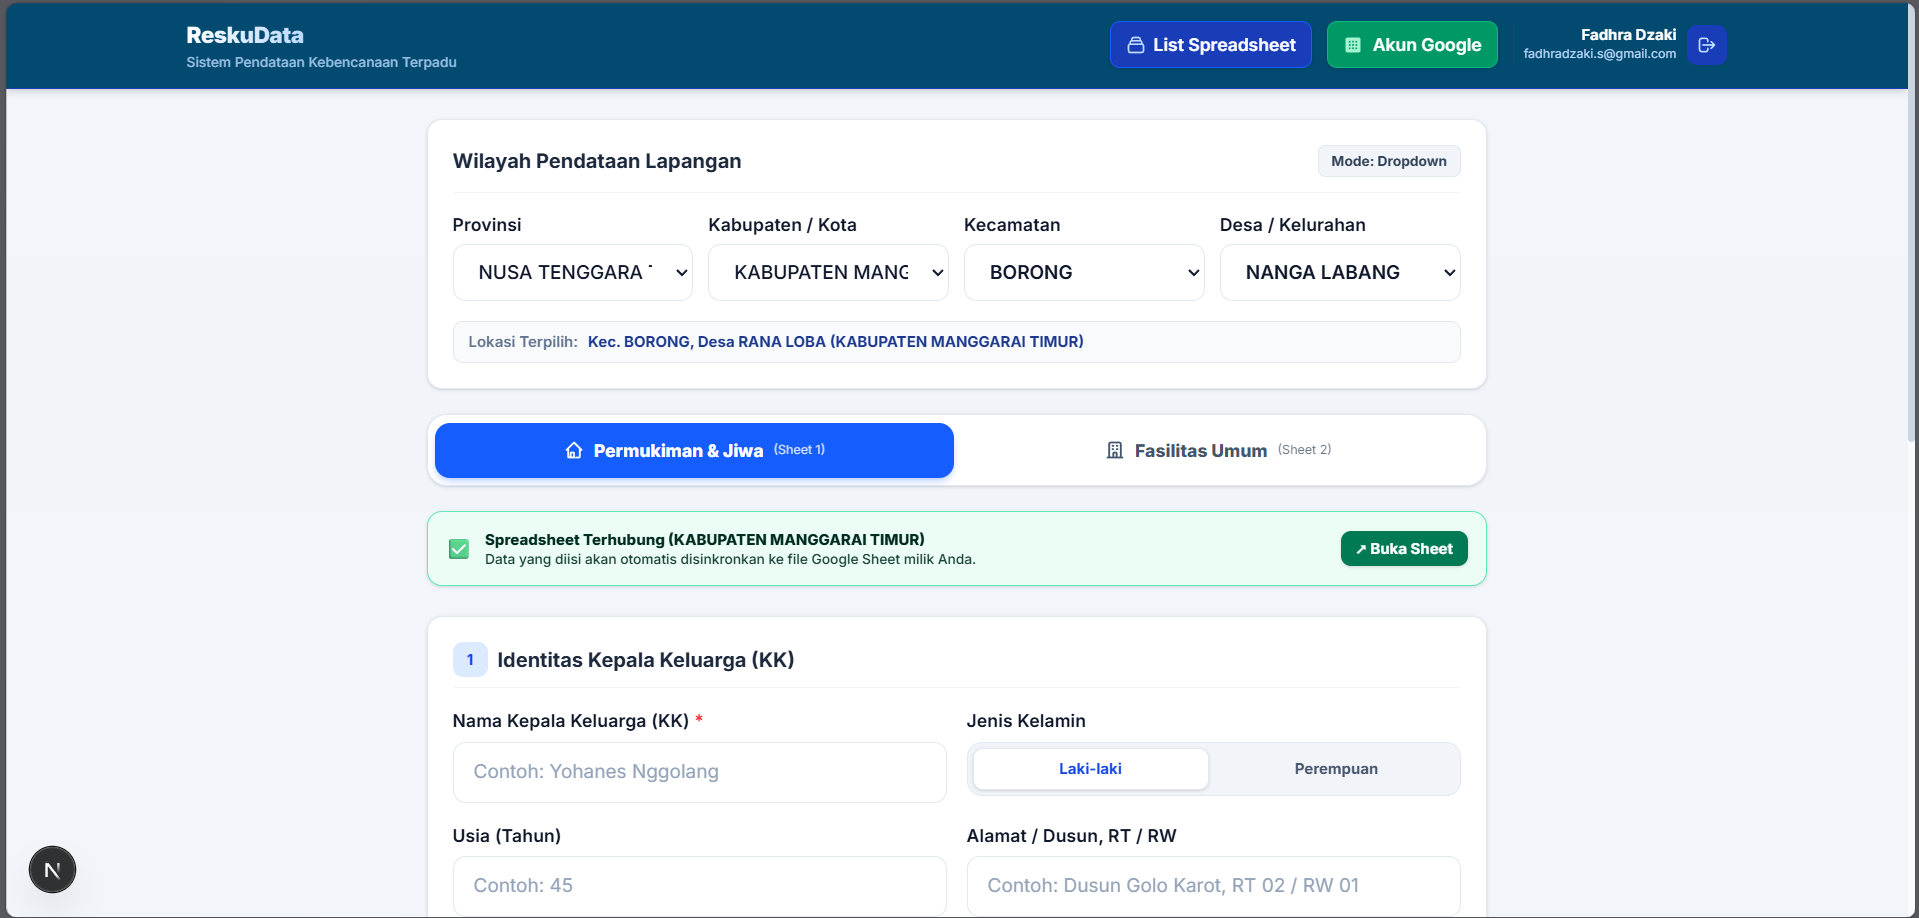 ReskuData
Sistem Pendataan Kebencanaan Terpadu
List Spreadsheet
Akun Google
Fadhra Dzaki
fadhradzaki.s@gmail.com
Wilayah Pendataan Lapangan
Mode: Dropdown
Provinsi
Kabupaten / Kota
Kecamatan
Desa / Kelurahan
NUSA TENGGARA
KABUPATEN MANG
BORONG
NANGA LABANG
Lokasi Terpilih: Kec. BORONG, Desa RANA LOBA (KABUPATEN MANGGARAI TIMUR)
Permukiman & Jiwa (Sheet 1)
Fasilitas Umum (Sheet 2)
Spreadsheet Terhubung (KABUPATEN MANGGARAI TIMUR)
Data yang diisi akan otomatis disinkronkan ke file Google Sheet milik Anda.
↗ Buka Sheet
1 Identitas Kepala Keluarga (KK)
Nama Kepala Keluarga (KK) *
Jenis Kelamin
Contoh: Yohanes Nggolang
Laki-laki
Perempuan
Usia (Tahun)
Alamat / Dusun, RT / RW
Contoh: 45
Contoh: Dusun Golo Karot, RT 02 / RW 01
N